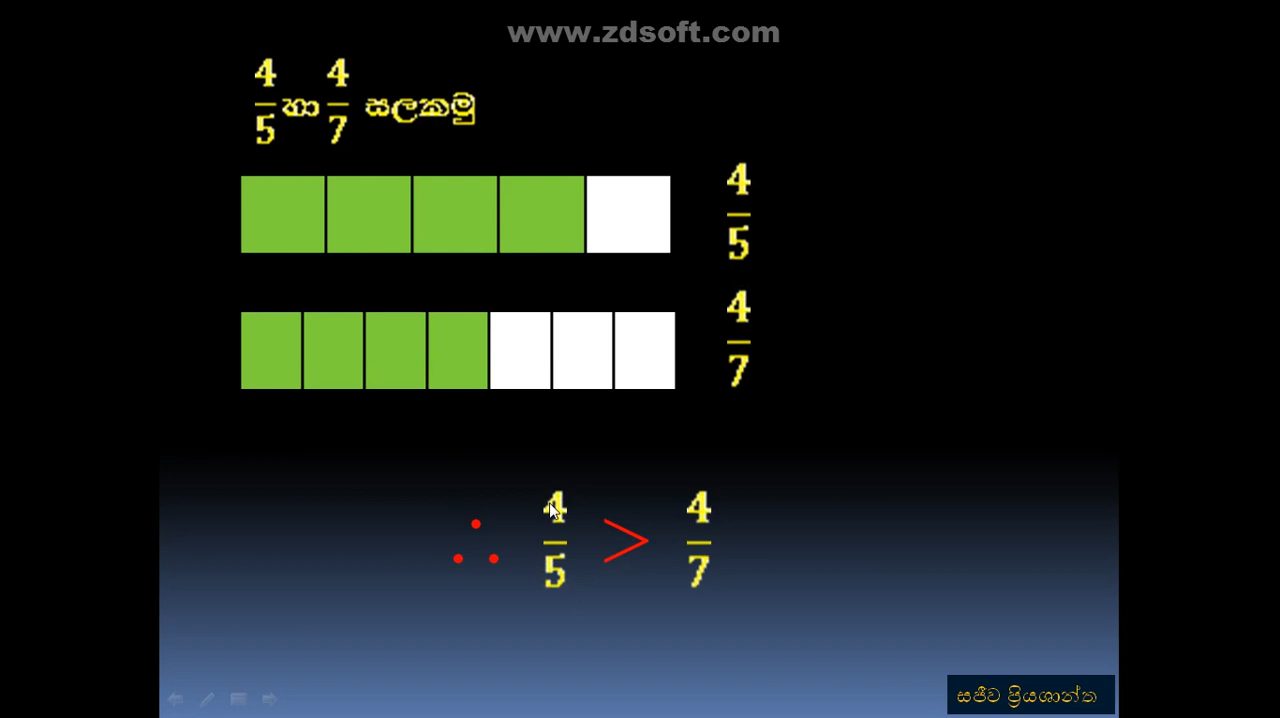 www.zdsoft.com
4/5 හා 4/7 සලකමු
4/5
4/7
∴ 4/5 > 4/7
සජීව ප්‍රියශාන්ත